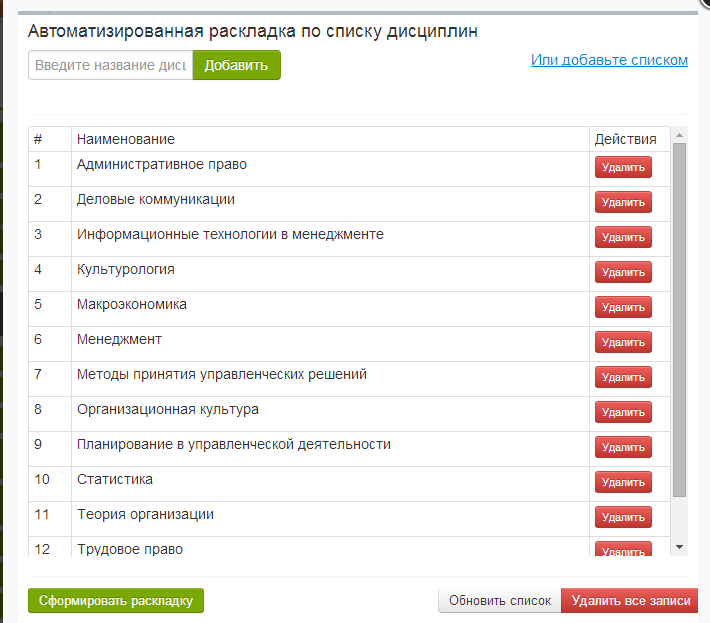 Автоматизированная раскладка по списку дисциплин
Введите название дисц Добавить Или добавьте списком
# Наименование Действия
1 Административное право Удалить
2 Деловые коммуникации Удалить
3 Информационные технологии в менеджменте Удалить
4 Культурология Удалить
5 Макроэкономика Удалить
6 Менеджмент Удалить
7 Методы принятия управленческих решений Удалить
8 Организационная культура Удалить
9 Планирование в управленческой деятельности Удалить
10 Статистика Удалить
11 Теория организации Удалить
12 Трудовое право Удалить
Сформировать раскладку Обновить список Удалить все записи